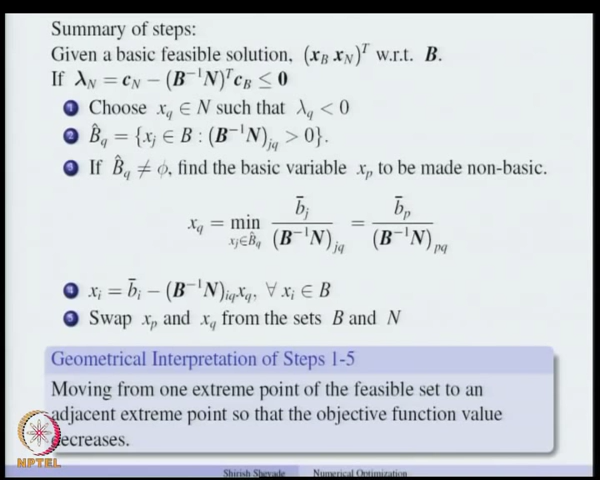 Summary of steps:
Given a basic feasible solution, (x_B x_N)^T w.r.t. B.
If λ_N = c_N − (B^{-1}N)^T c_B ≤ 0
1 Choose x_q ∈ N such that λ_q < 0
2 B̂_q = {x_j ∈ B : (B^{-1}N)_{jq} > 0}.
3 If B̂_q ≠ φ, find the basic variable x_p to be made non-basic.
x_q = min_{x_j∈B̂_q} b̄_j / (B^{-1}N)_{jq} = b̄_p / (B^{-1}N)_{pq}
4 x_i = b̄_i − (B^{-1}N)_{iq}x_q, ∀ x_i ∈ B
5 Swap x_p and x_q from the sets B and N
Geometrical Interpretation of Steps 1-5
Moving from one extreme point of the feasible set to an
adjacent extreme point so that the objective function value
decreases.
NPTEL
Shirish Shevade Numerical Optimization